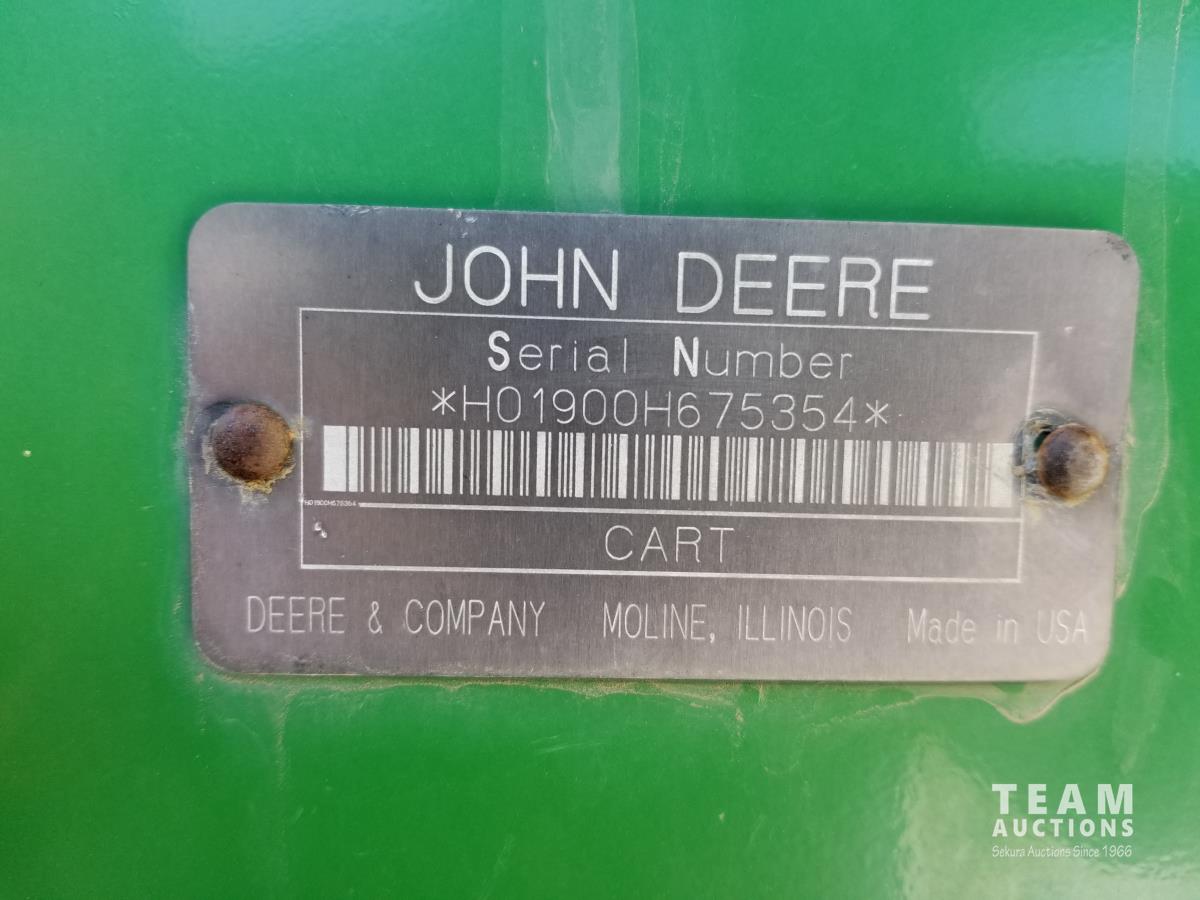 JOHN DEERE
Serial Number
*H01900H675354*
H01900H675354
CART
DEERE & COMPANY MOLINE, ILLINOIS Made in USA
TEAM
AUCTIONS
Sekura Auctions Since 1966